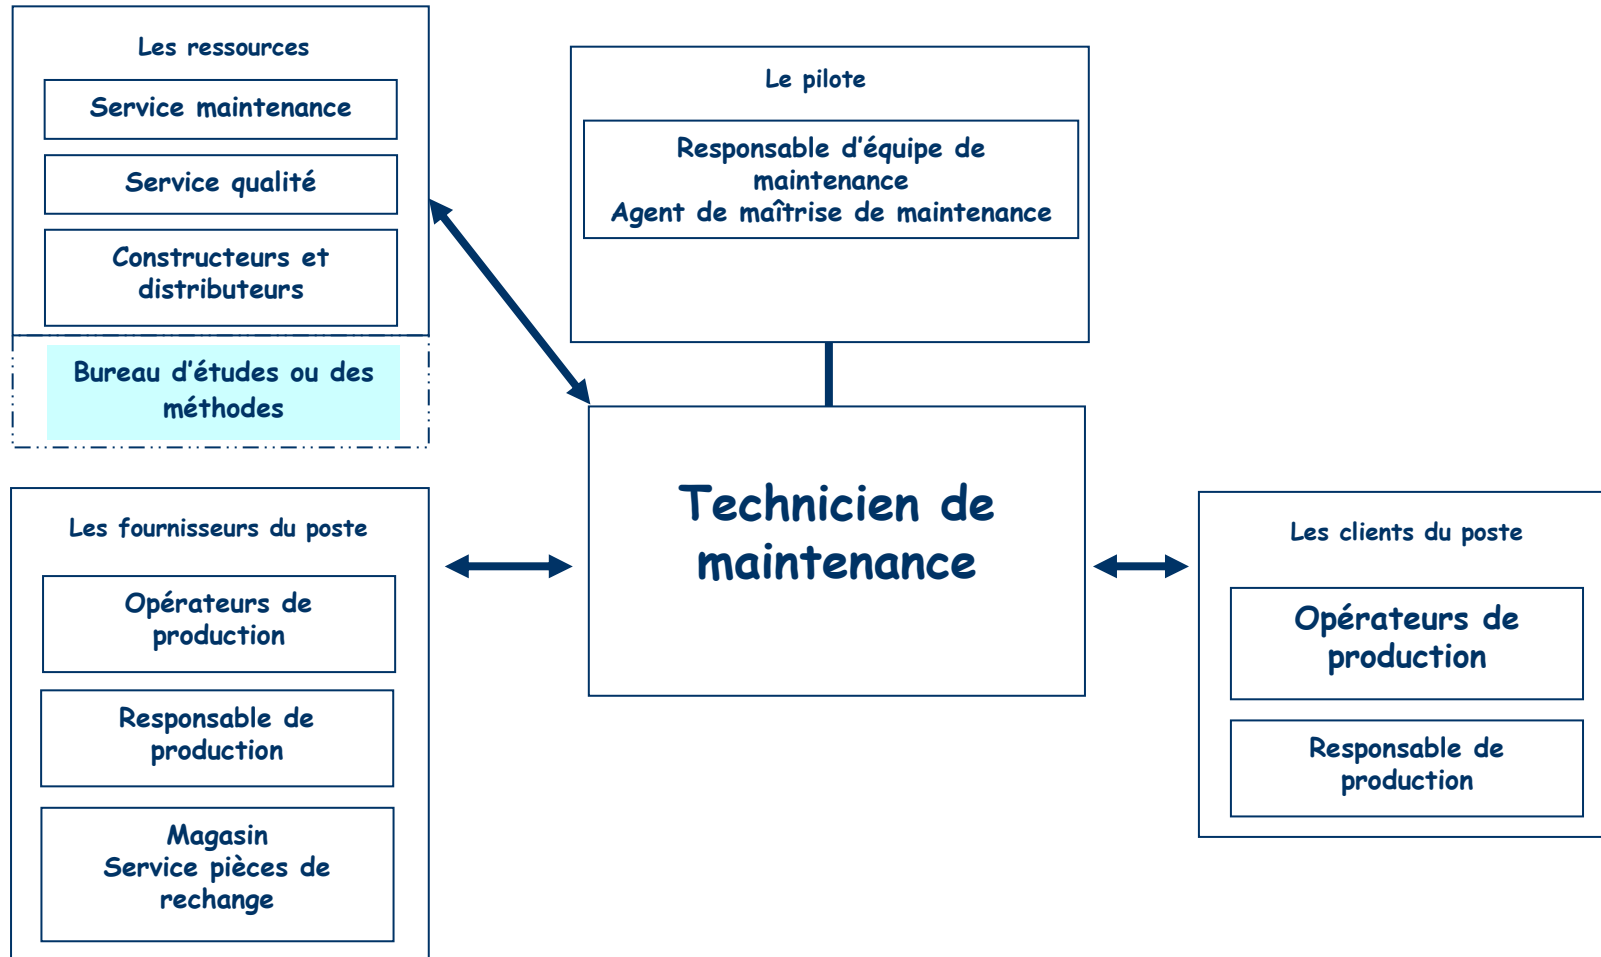 Les ressources
Service maintenance
Service qualité
Constructeurs et
distributeurs
Bureau d'études ou des
méthodes
Le pilote
Responsable d'équipe de
maintenance
Agent de maîtrise de maintenance
Technicien de
maintenance
Les fournisseurs du poste
Opérateurs de
production
Responsable de
production
Magasin
Service pièces de
rechange
Les clients du poste
Opérateurs de
production
Responsable de
production